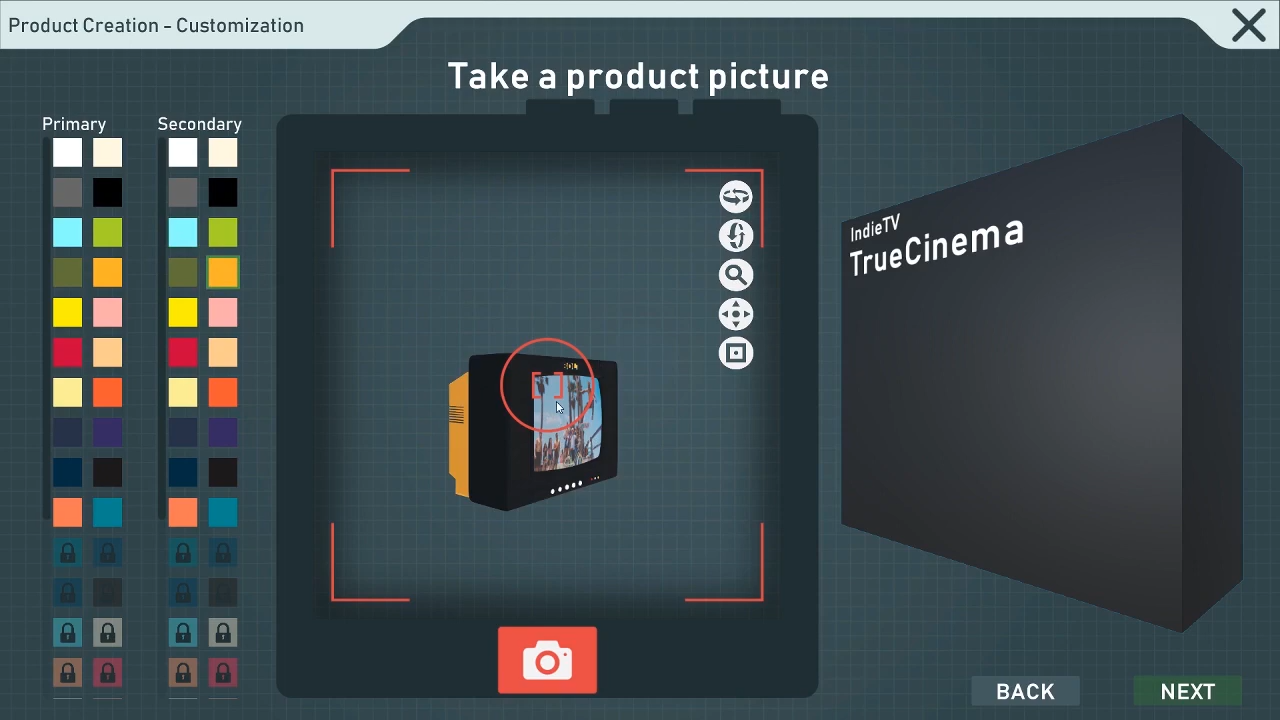 Product Creation - Customization
Take a product picture
Primary
Secondary
IndieTV
TrueCinema
BACK
NEXT